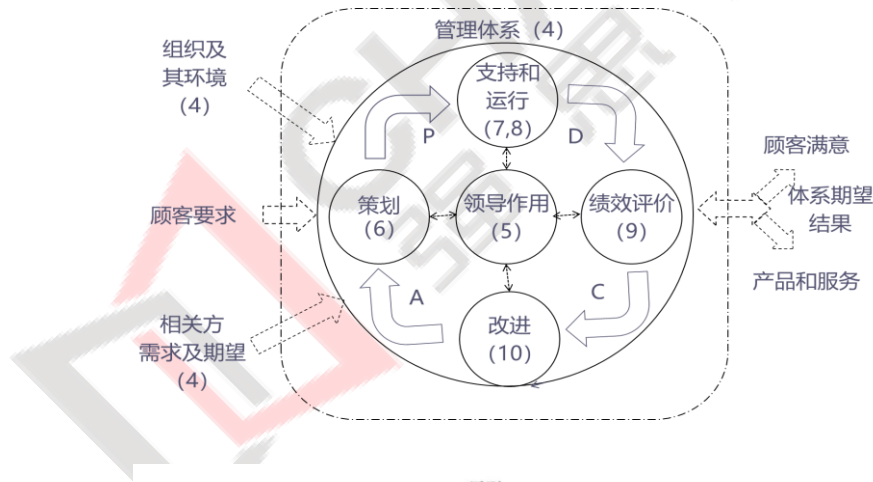 管理体系（4）
组织及
其环境
（4）
支持和
运行
(7,8)
P
D
顾客满意
顾客要求
策划
(6)
领导作用
(5)
绩效评价
(9)
体系期望
结果
产品和服务
A
C
相关方
需求及期望
（4）
改进
（10）